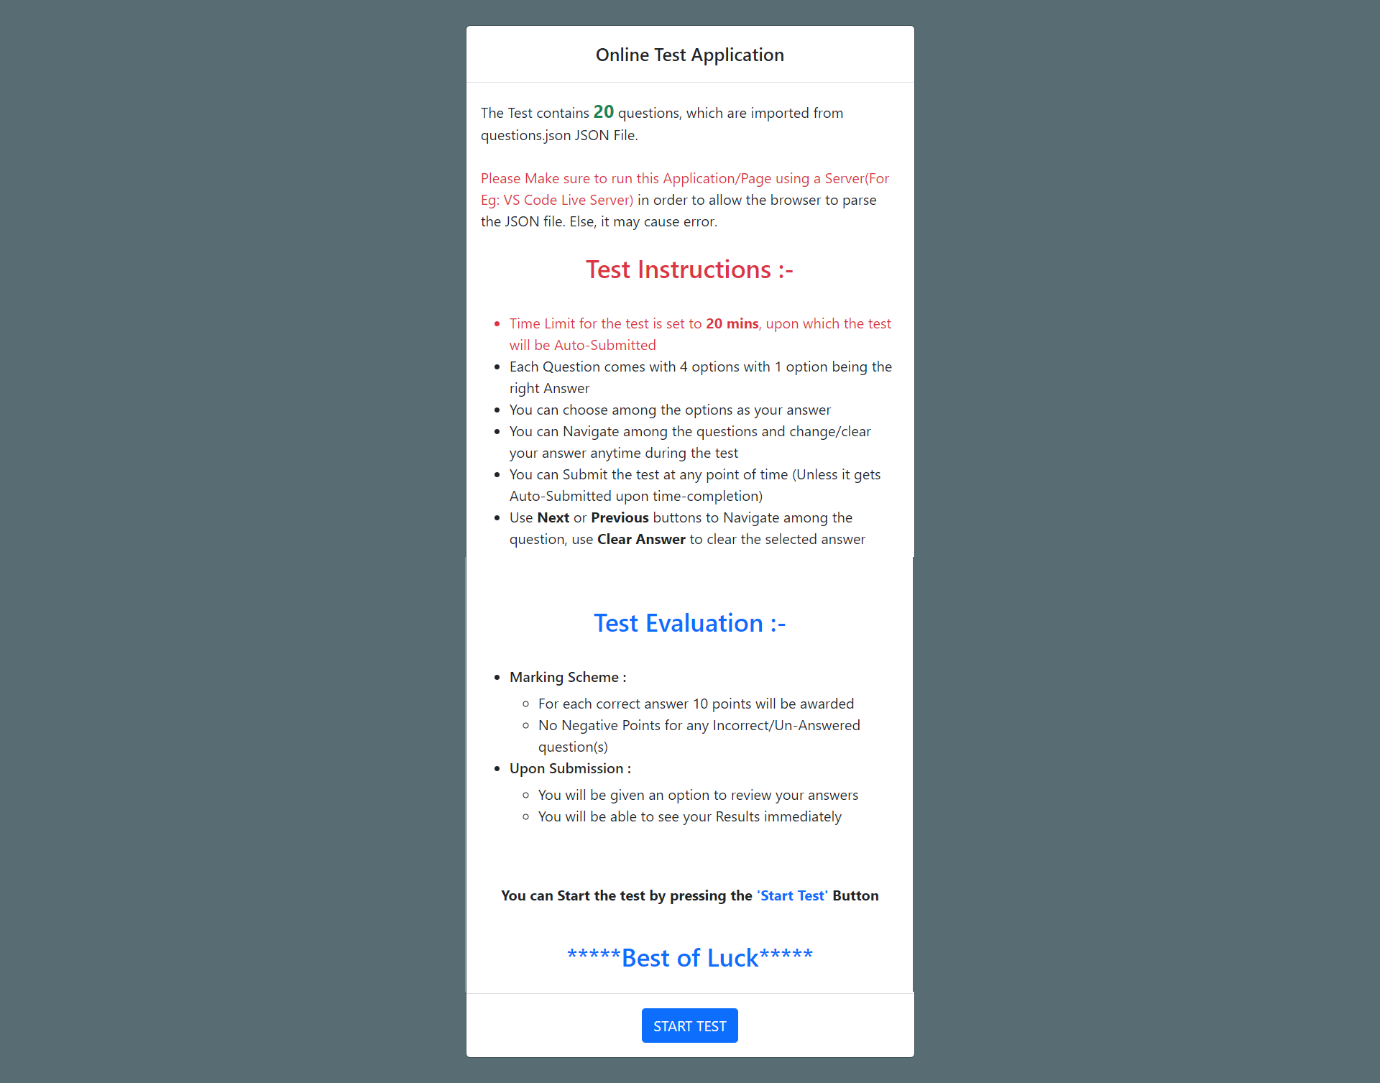 Online Test Application
The Test contains 20 questions, which are imported from
questions.json JSON File.
Please Make sure to run this Application/Page using a Server(For
Eg: VS Code Live Server) in order to allow the browser to parse
the JSON file. Else, it may cause error.
Test Instructions :-
• Time Limit for the test is set to 20 mins, upon which the test
will be Auto-Submitted
• Each Question comes with 4 options with 1 option being the
right Answer
• You can choose among the options as your answer
• You can Navigate among the questions and change/clear
your answer anytime during the test
• You can Submit the test at any point of time (Unless it gets
Auto-Submitted upon time-completion)
• Use Next or Previous buttons to Navigate among the
question, use Clear Answer to clear the selected answer
Test Evaluation :-
• Marking Scheme :
◦ For each correct answer 10 points will be awarded
◦ No Negative Points for any Incorrect/Un-Answered
question(s)
• Upon Submission :
◦ You will be given an option to review your answers
◦ You will be able to see your Results immediately
You can Start the test by pressing the 'Start Test' Button
*****Best of Luck*****
START TEST